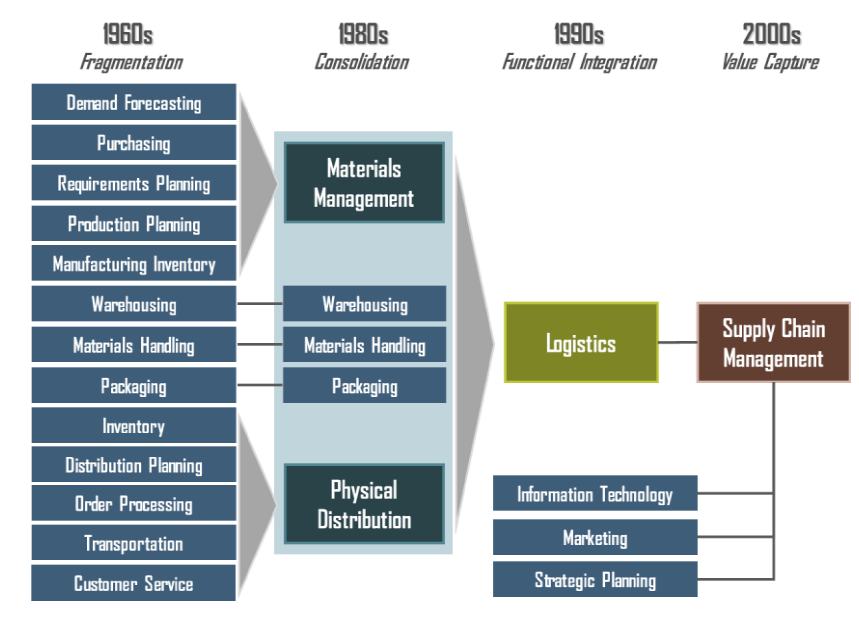 1960s
Fragmentation
1980s
Consolidation
1990s
Functional Integration
2000s
Value Capture
Demand Forecasting
Purchasing
Requirements Planning
Production Planning
Manufacturing Inventory
Warehousing
Materials Handling
Packaging
Inventory
Distribution Planning
Order Processing
Transportation
Customer Service
Materials
Management
Warehousing
Materials Handling
Packaging
Physical
Distribution
Logistics
Supply Chain
Management
Information Technology
Marketing
Strategic Planning